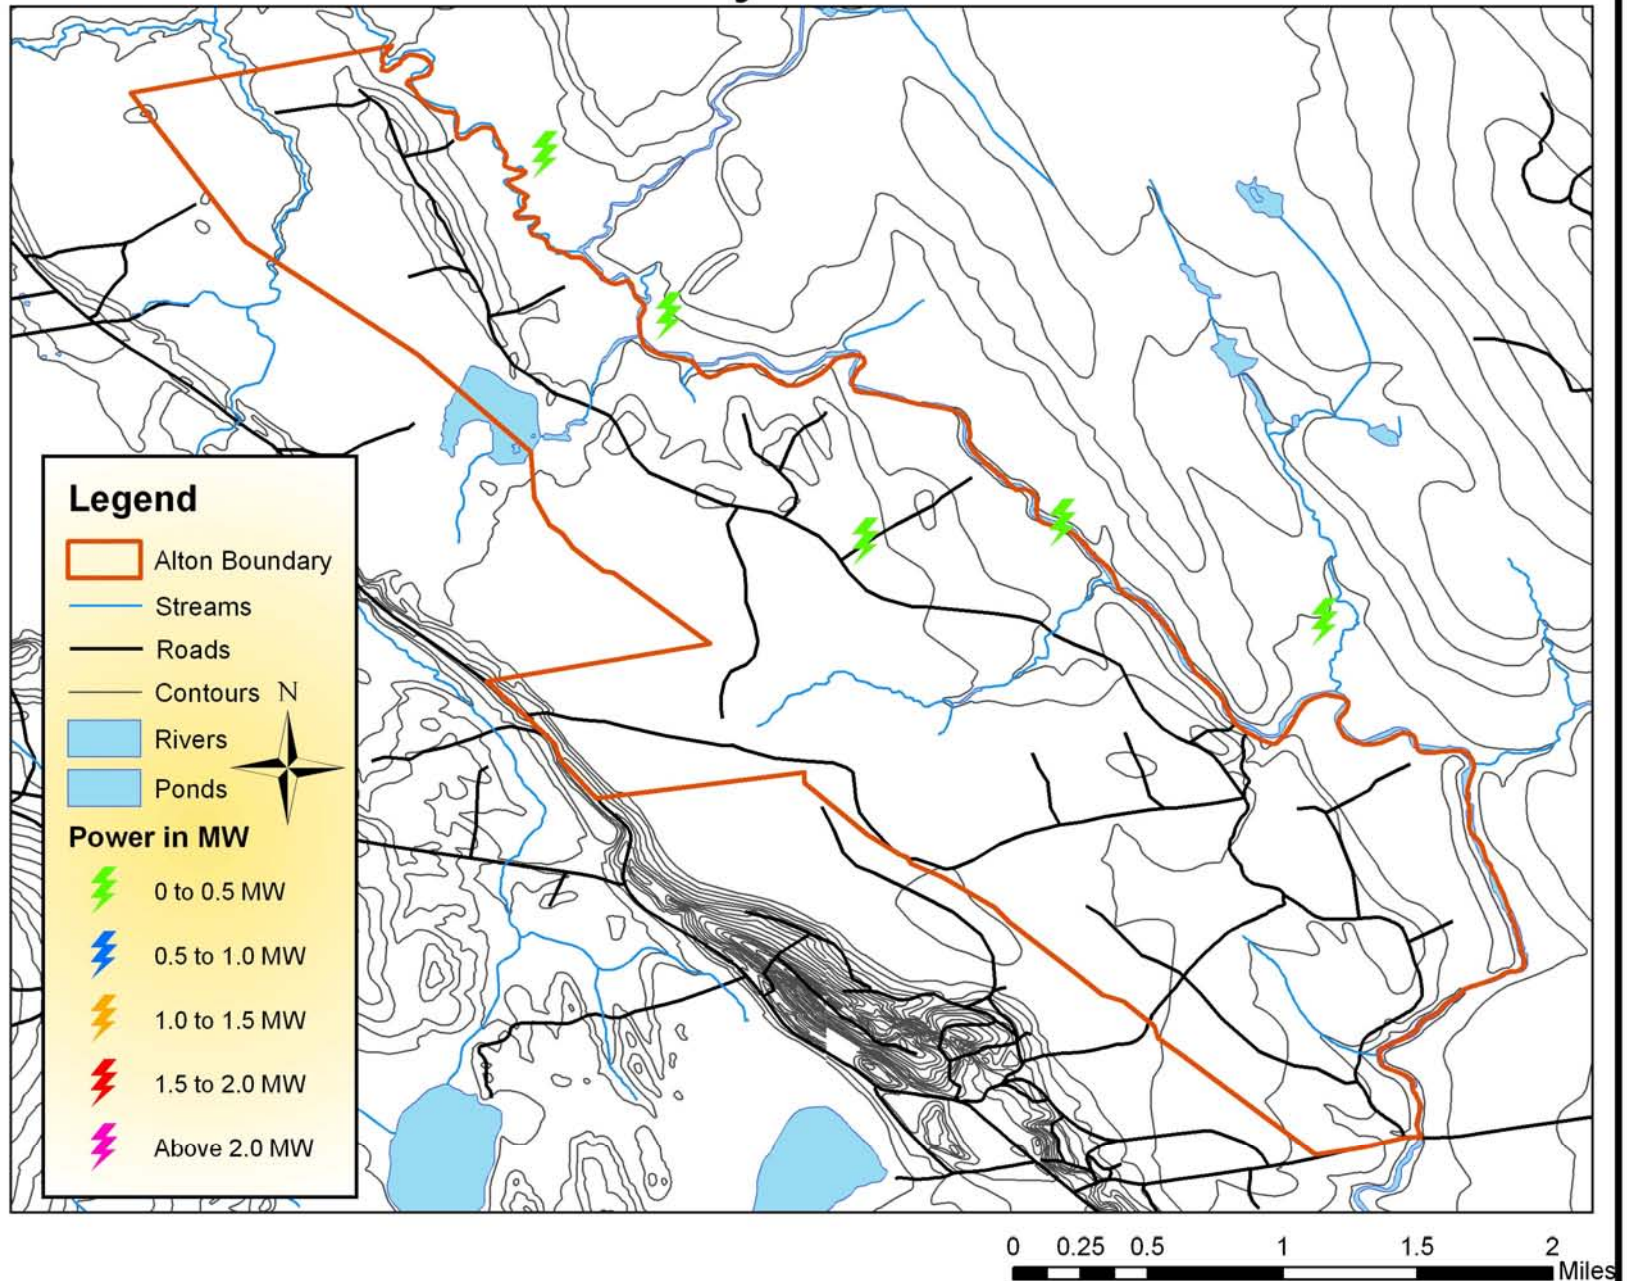 Legend
Alton Boundary
Streams
Roads
Contours
N
Rivers
Ponds
Power in MW
0 to 0.5 MW
0.5 to 1.0 MW
1.0 to 1.5 MW
1.5 to 2.0 MW
Above 2.0 MW
0 0.25 0.5 1 1.5 2
Miles